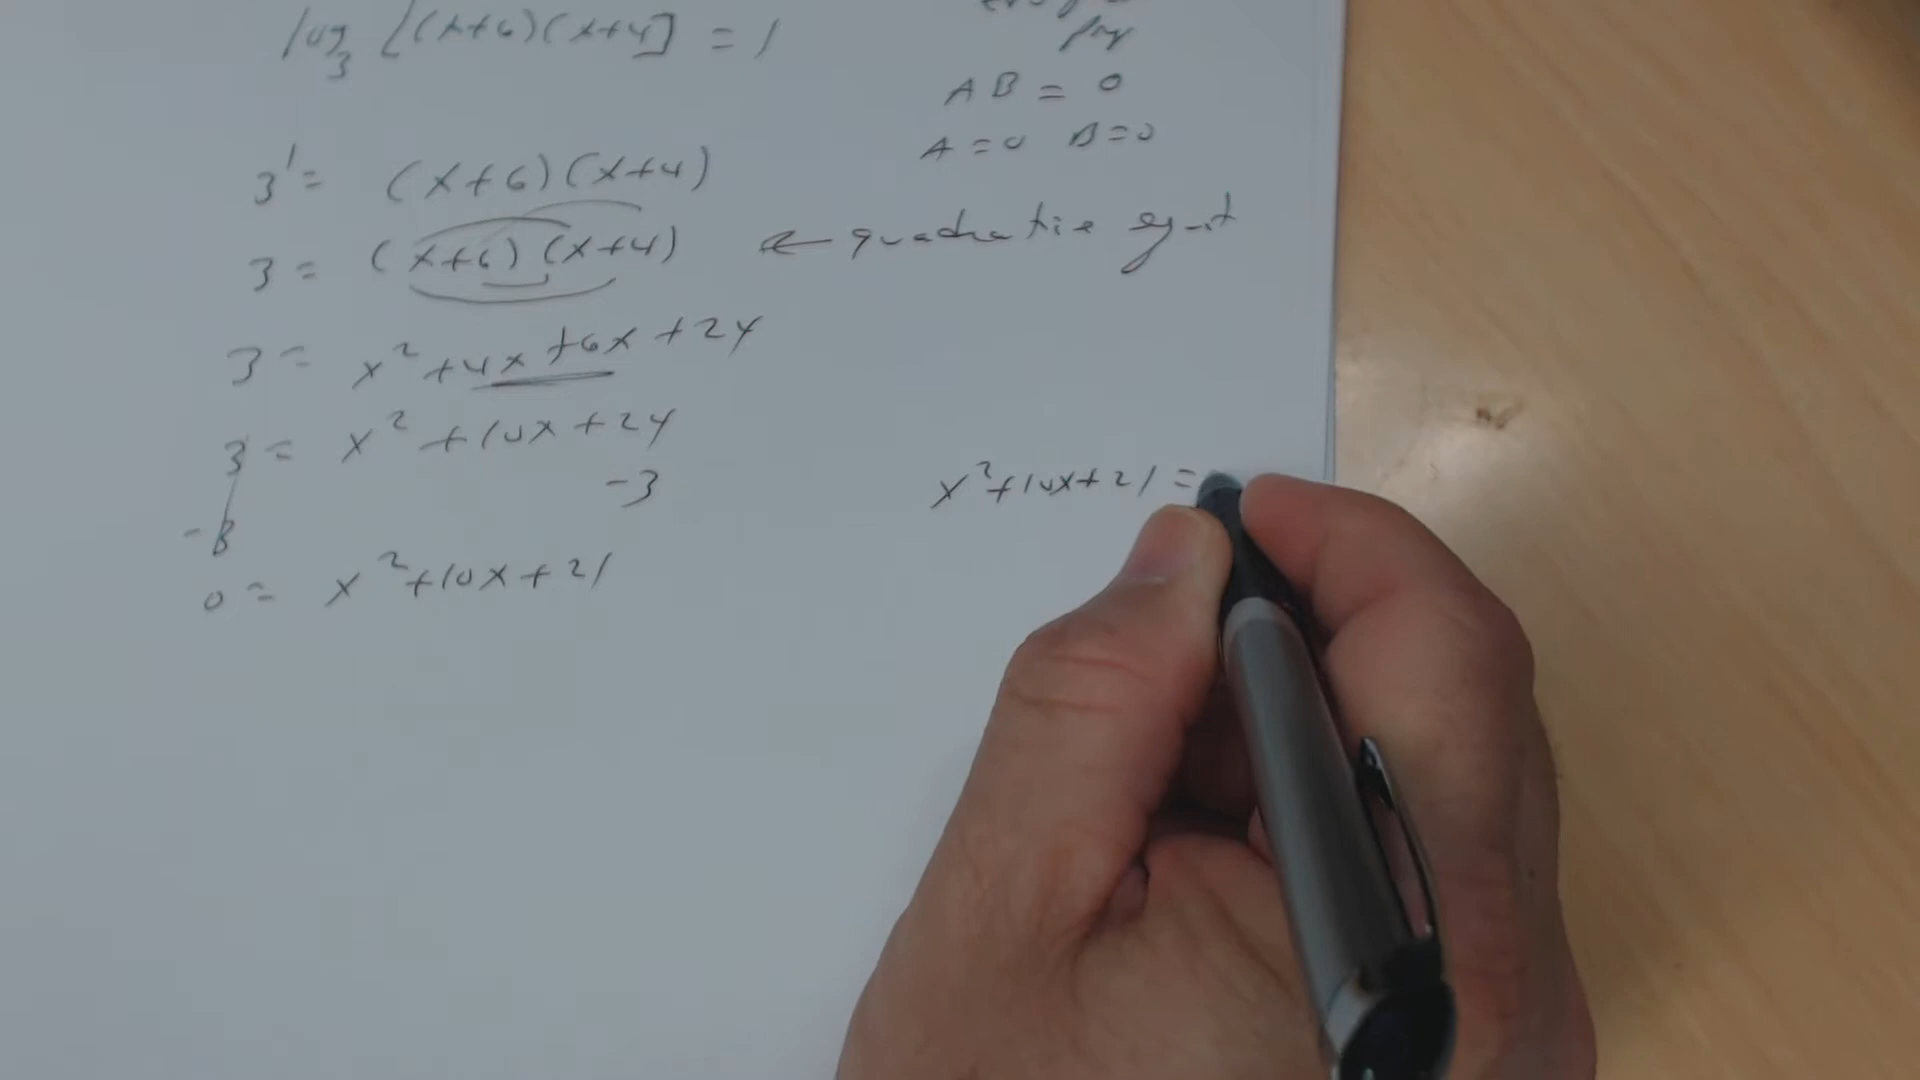 log₃ [(x+6)(x+4] = 1
AB = 0
A = 0 B = 0
3¹ = (x+6)(x+4)
3 = (x+6)(x+4) ← quadratic
3 = x² + 4x + 6x + 24
3 = x² + 10x + 24
-3 -3
0 = x² + 10x + 21
x² + 10x + 21 =